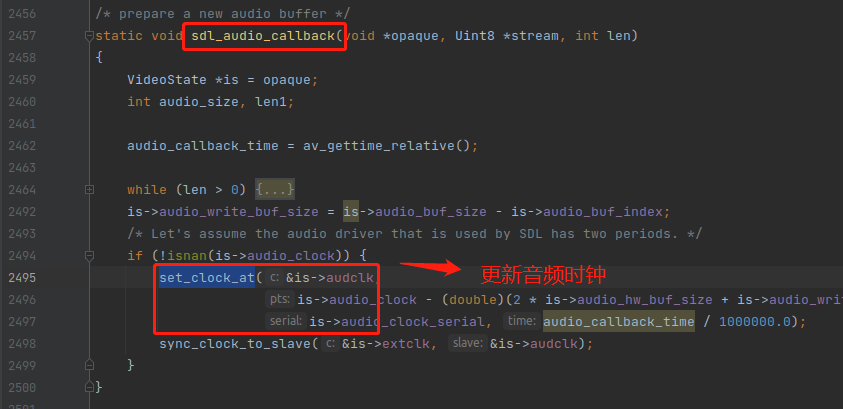 2456 /* prepare a new audio buffer */
2457 static void sdl_audio_callback(void *opaque, Uint8 *stream, int len)
2458 {
2459 VideoState *is = opaque;
2460 int audio_size, len1;
2461
2462 audio_callback_time = av_gettime_relative();
2463
2464 while (len > 0) {...}
2492 is->audio_write_buf_size = is->audio_buf_size - is->audio_buf_index;
2493 /* Let's assume the audio driver that is used by SDL has two periods. */
2494 if (!isnan(is->audio_clock)) {
2495 set_clock_at( c: &is->audclk, 更新音频时钟
2496 pts: is->audio_clock - (double)(2 * is->audio_hw_buf_size + is->audio_writ
2497 serial: is->audio_clock_serial, time: audio_callback_time / 1000000.0);
2498 sync_clock_to_slave( c: &is->extclk, slave: &is->audclk);
2499 }
2500 }